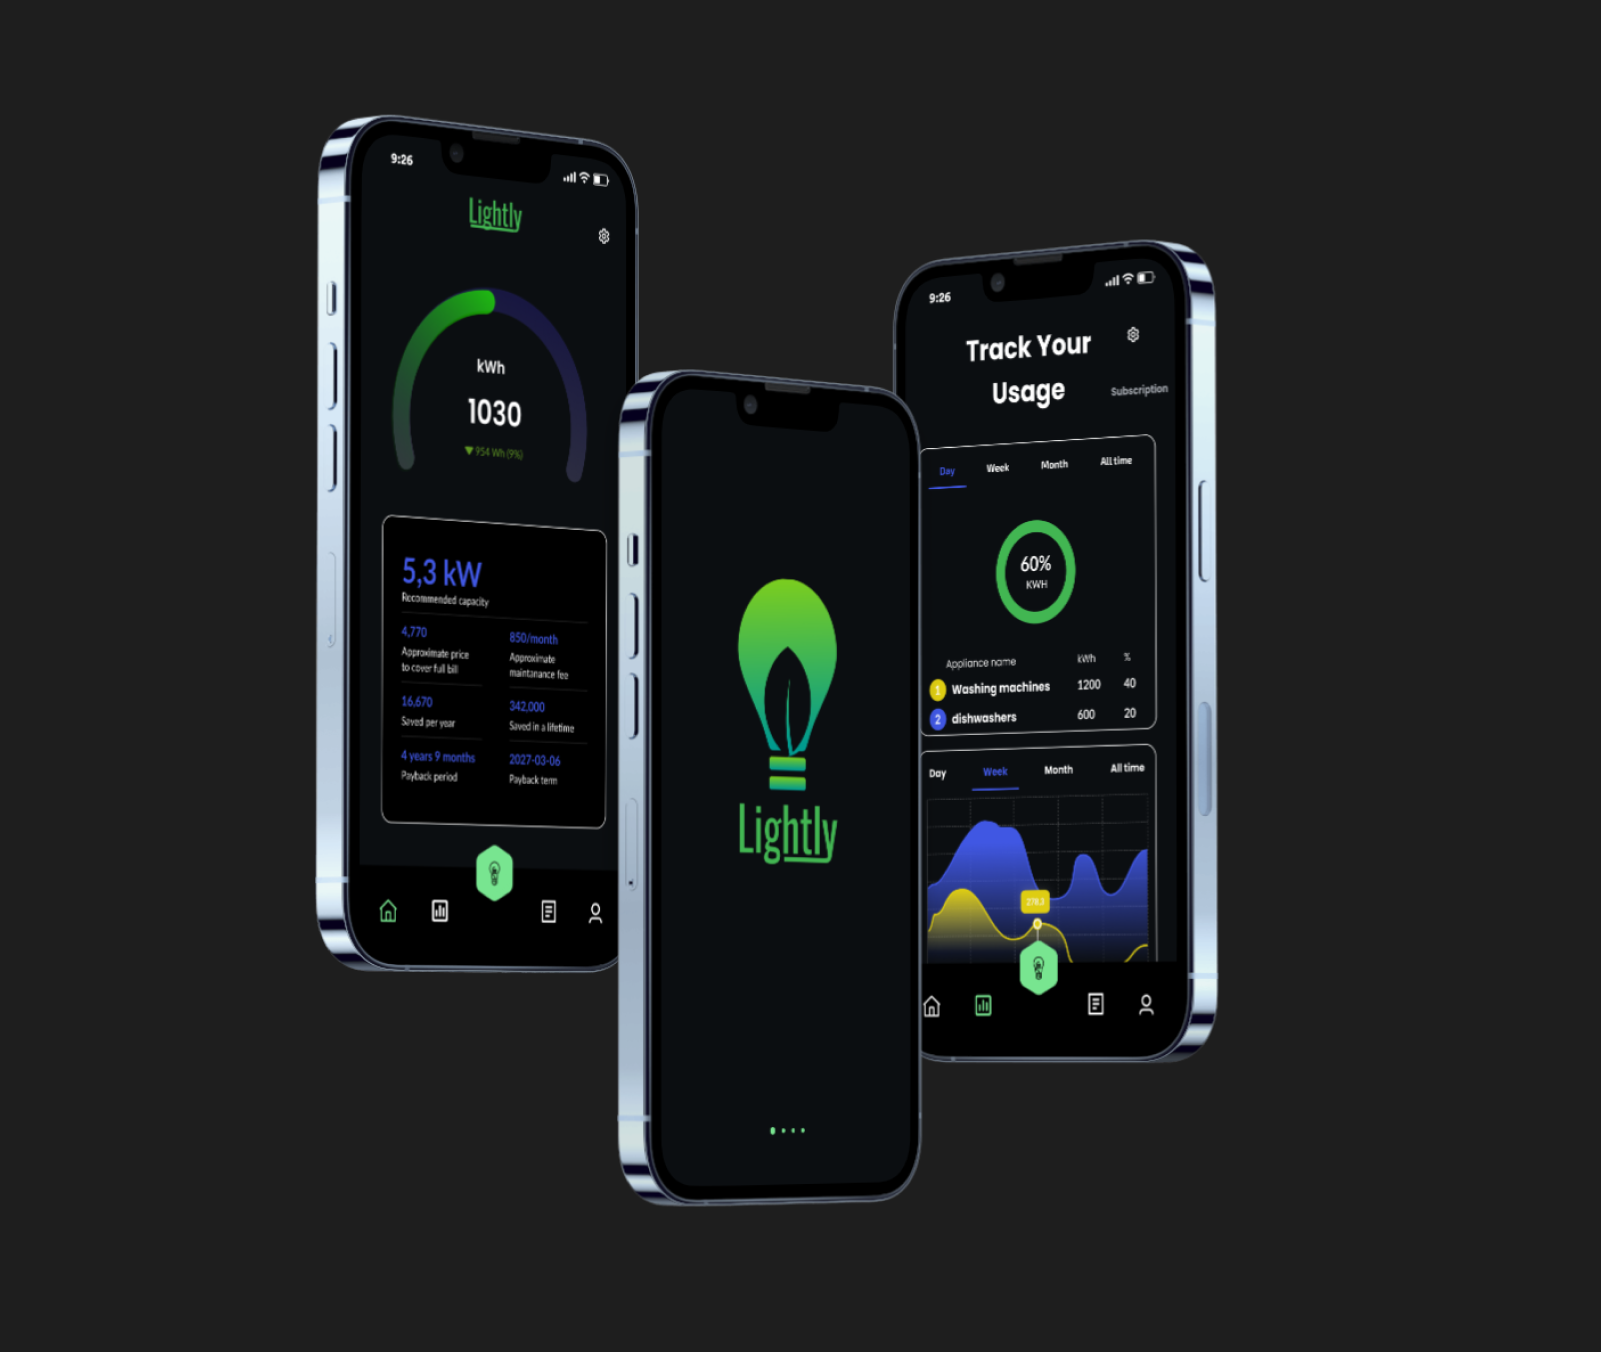 9:26
Lightly
kWh
1030
▼ 954 Wh (9%)
5,3 kW
Recommended capacity
4,770
Approximate price
to cover full bill
850/month
Approximate
maintanance fee
16,670
Saved per year
342,000
Saved in a lifetime
4 years 9 months
Payback period
2027-03-06
Payback term
Lightly
9:26
Track Your
Usage
Subscription
Day Week Month All time
60%
KWH
Appliance name kWh %
1 Washing machines 1200 40
2 dishwashers 600 20
Day Week Month All time
278.3